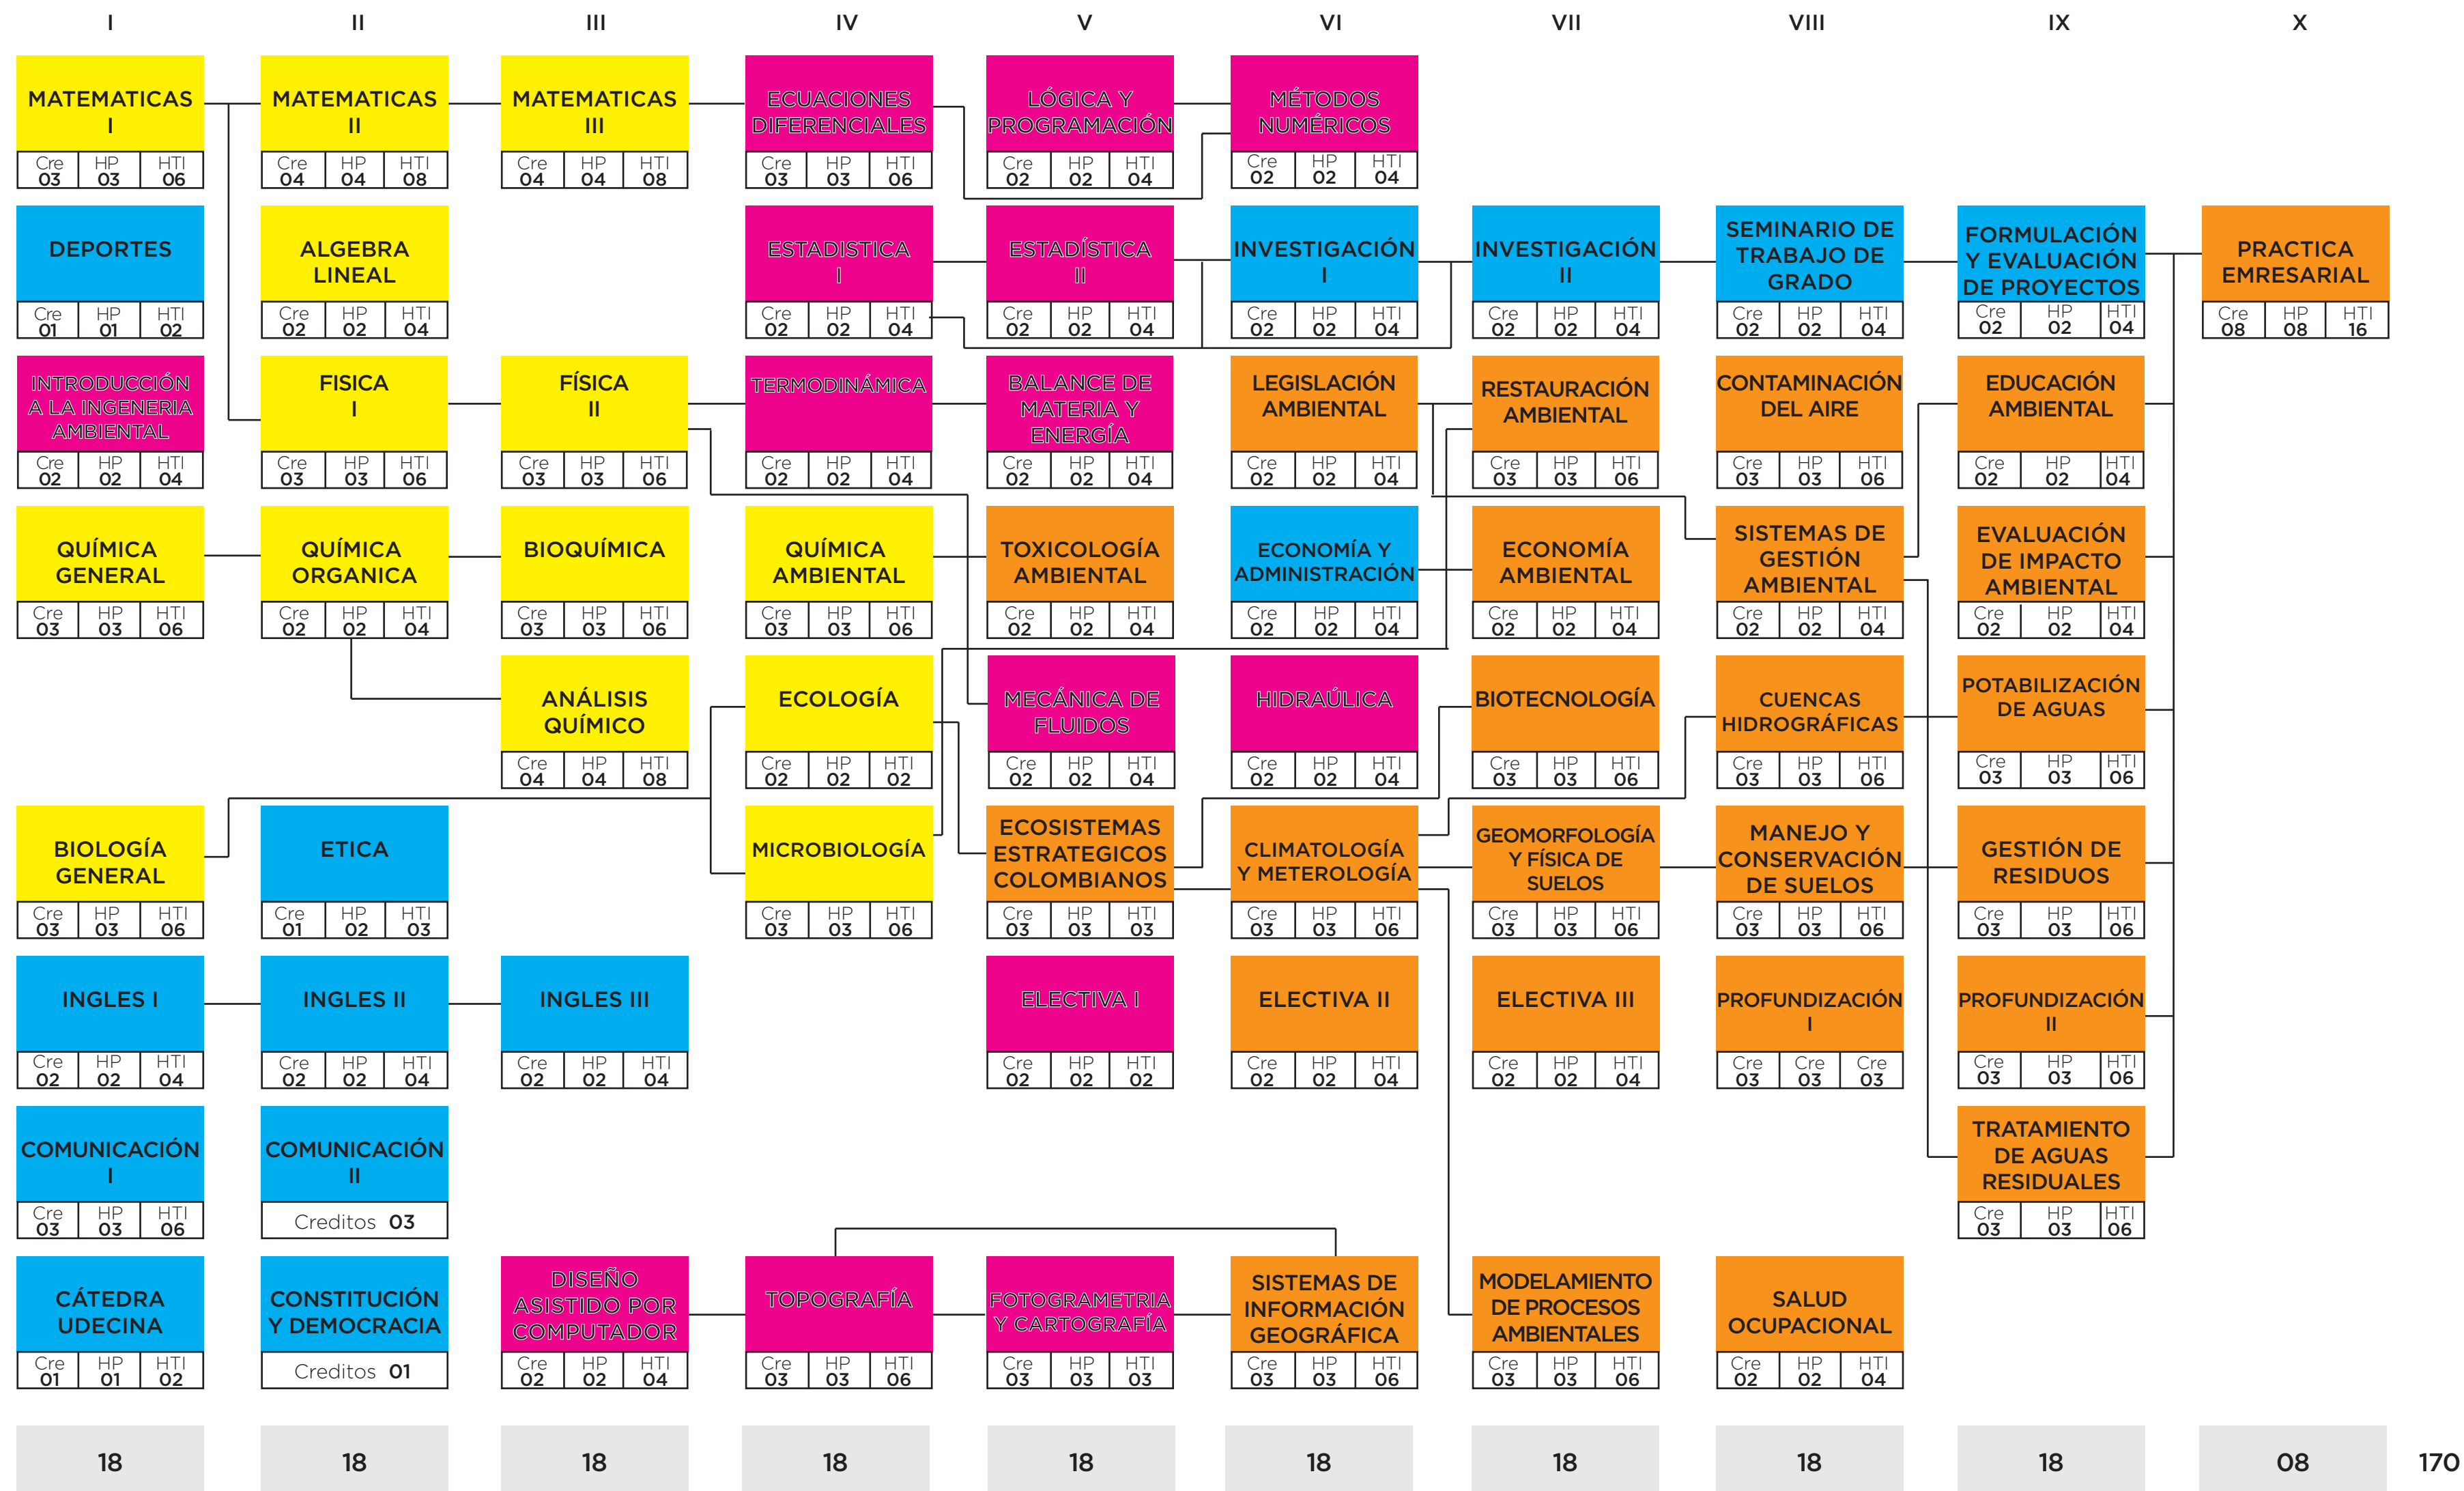 I II III IV V VI VII VIII IX X
MATEMATICAS
I
Cre HP HTI
03 03 06
MATEMATICAS
II
Cre HP HTI
04 04 08
MATEMATICAS
III
Cre HP HTI
04 04 08
ECUACIONES
DIFERENCIALES
Cre HP HTI
03 03 06
LÓGICA Y
PROGRAMACIÓN
Cre HP HTI
02 02 04
MÉTODOS
NUMÉRICOS
Cre HP HTI
02 02 04
DEPORTES
Cre HP HTI
01 01 02
ALGEBRA
LINEAL
Cre HP HTI
02 02 04
ESTADISTICA
I
Cre HP HTI
02 02 04
ESTADÍSTICA
II
Cre HP HTI
02 02 04
INVESTIGACIÓN
I
Cre HP HTI
02 02 04
INVESTIGACIÓN
II
Cre HP HTI
02 02 04
SEMINARIO DE
TRABAJO DE
GRADO
Cre HP HTI
02 02 04
FORMULACIÓN
Y EVALUACIÓN
DE PROYECTOS
Cre HP HTI
02 02 04
PRACTICA
EMRESARIAL
Cre HP HTI
08 08 16
INTRODUCCIÓN
A LA INGENERIA
AMBIENTAL
Cre HP HTI
02 02 04
FISICA
I
Cre HP HTI
03 03 06
FÍSICA
II
Cre HP HTI
03 03 06
TERMODINÁMICA
Cre HP HTI
02 02 04
BALANCE DE
MATERIA Y
ENERGÍA
Cre HP HTI
02 02 04
LEGISLACIÓN
AMBIENTAL
Cre HP HTI
02 02 04
RESTAURACIÓN
AMBIENTAL
Cre HP HTI
03 03 06
CONTAMINACIÓN
DEL AIRE
Cre HP HTI
03 03 06
EDUCACIÓN
AMBIENTAL
Cre HP HTI
02 02 04
QUÍMICA
GENERAL
Cre HP HTI
03 03 06
QUÍMICA
ORGANICA
Cre HP HTI
02 02 04
BIOQUÍMICA
Cre HP HTI
03 03 06
QUÍMICA
AMBIENTAL
Cre HP HTI
03 03 06
TOXICOLOGÍA
AMBIENTAL
Cre HP HTI
02 02 04
ECONOMÍA Y
ADMINISTRACIÓN
Cre HP HTI
02 02 04
ECONOMÍA
AMBIENTAL
Cre HP HTI
02 02 04
SISTEMAS DE
GESTIÓN
AMBIENTAL
Cre HP HTI
02 02 04
EVALUACIÓN
DE IMPACTO
AMBIENTAL
Cre HP HTI
02 02 04
ANÁLISIS
QUÍMICO
Cre HP HTI
04 04 08
ECOLOGÍA
Cre HP HTI
02 02 02
MECÁNICA DE
FLUIDOS
Cre HP HTI
02 02 04
HIDRAÚLICA
Cre HP HTI
02 02 04
BIOTECNOLOGÍA
Cre HP HTI
03 03 06
CUENCAS
HIDROGRÁFICAS
Cre HP HTI
03 03 06
POTABILIZACIÓN
DE AGUAS
Cre HP HTI
03 03 06
BIOLOGÍA
GENERAL
Cre HP HTI
03 03 06
ETICA
Cre HP HTI
01 02 03
MICROBIOLOGÍA
Cre HP HTI
03 03 06
ECOSISTEMAS
ESTRATEGICOS
COLOMBIANOS
Cre HP HTI
03 03 03
CLIMATOLOGÍA
Y METEROLOGÍA
Cre HP HTI
03 03 06
GEOMORFOLOGÍA
Y FÍSICA DE
SUELOS
Cre HP HTI
03 03 06
MANEJO Y
CONSERVACIÓN
DE SUELOS
Cre HP HTI
03 03 06
GESTIÓN DE
RESIDUOS
Cre HP HTI
03 03 06
INGLES I
Cre HP HTI
02 02 04
INGLES II
Cre HP HTI
02 02 04
INGLES III
Cre HP HTI
02 02 04
ELECTIVA I
Cre HP HTI
02 02 02
ELECTIVA II
Cre HP HTI
02 02 04
ELECTIVA III
Cre HP HTI
02 02 04
PROFUNDIZACIÓN
I
Cre Cre Cre
03 03 03
PROFUNDIZACIÓN
II
Cre HP HTI
03 03 06
COMUNICACIÓN
I
Cre HP HTI
03 03 06
COMUNICACIÓN
II
Creditos 03
TRATAMIENTO
DE AGUAS
RESIDUALES
Cre HP HTI
03 03 06
CÁTEDRA
UDECINA
Cre HP HTI
01 01 02
CONSTITUCIÓN
Y DEMOCRACIA
Creditos 01
DISEÑO
ASISTIDO POR
COMPUTADOR
Cre HP HTI
02 02 04
TOPOGRAFÍA
Cre HP HTI
03 03 06
FOTOGRAMETRIA
Y CARTOGRAFÍA
Cre HP HTI
03 03 03
SISTEMAS DE
INFORMACIÓN
GEOGRÁFICA
Cre HP HTI
03 03 06
MODELAMIENTO
DE PROCESOS
AMBIENTALES
Cre HP HTI
03 03 06
SALUD
OCUPACIONAL
Cre HP HTI
02 02 04
18 18 18 18 18 18 18 18 18 08 170